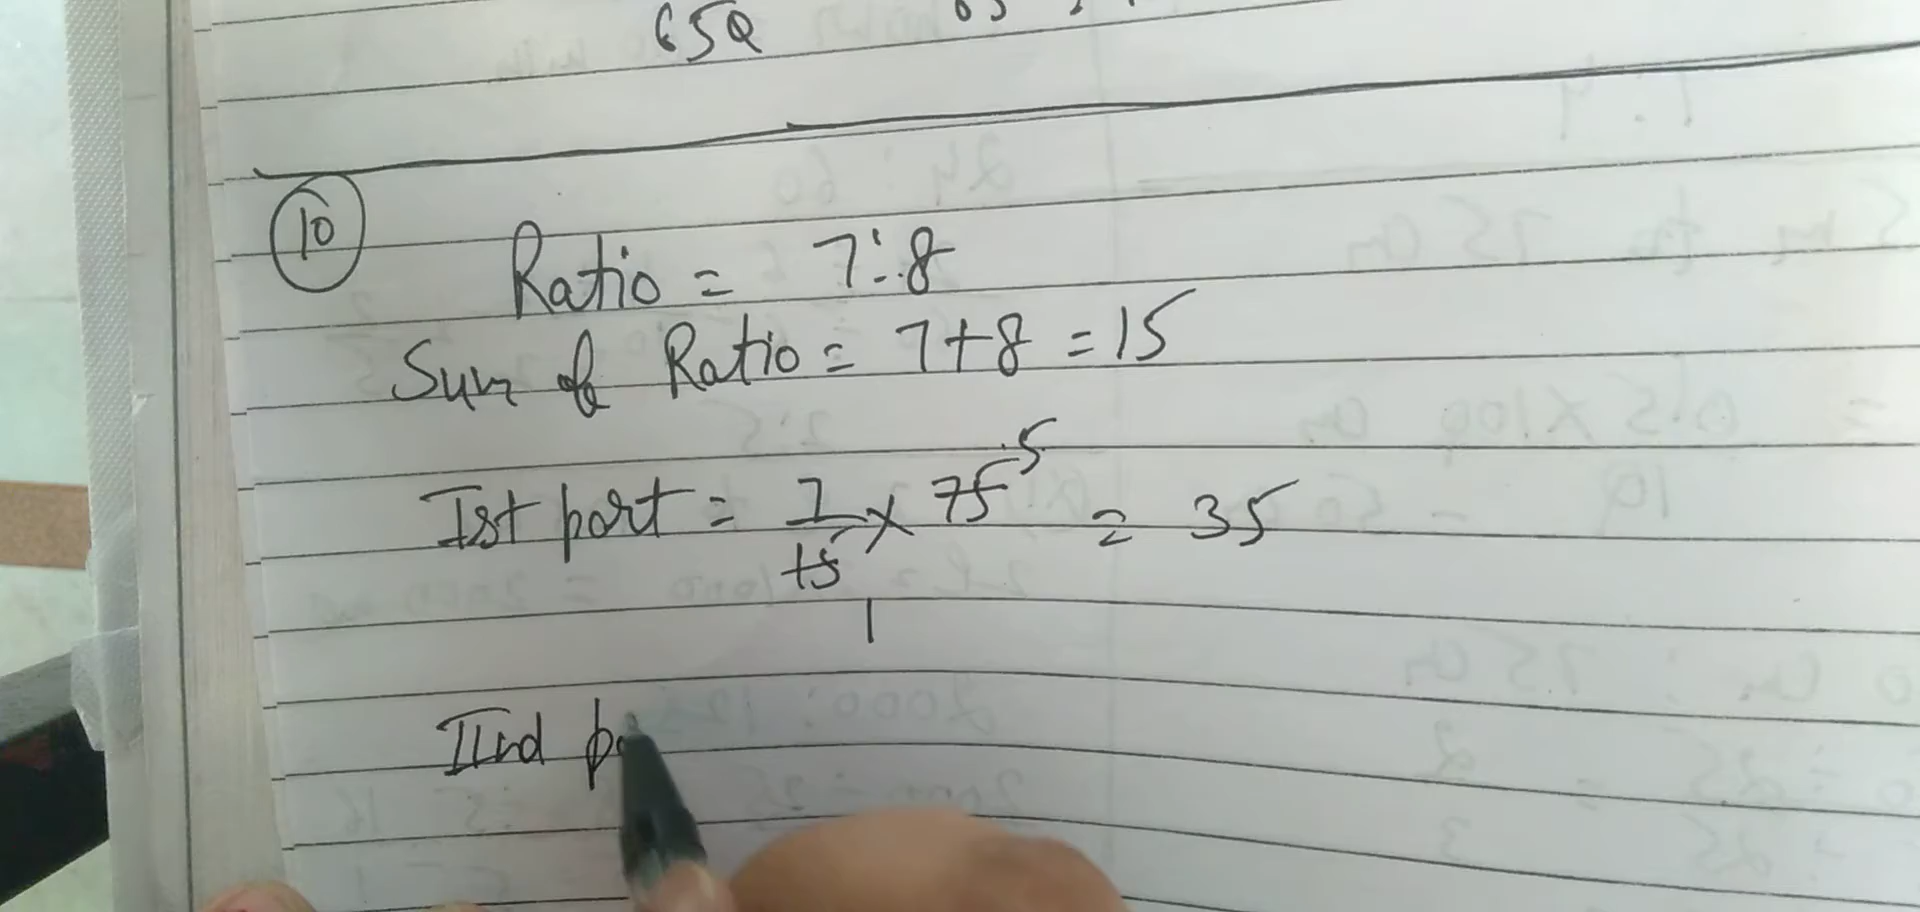 65Q
10
Ratio = 7:8
Sum of Ratio = 7+8 = 15
5
Ist part = 7/15 × 75 = 35
1
IInd pa